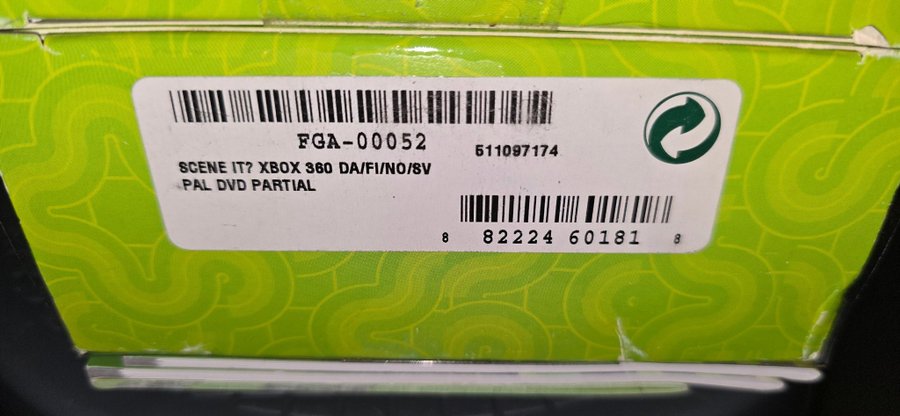 FGA-00052
511097174
SCENE IT? XBOX 360 DA/FI/NO/SV
PAL DVD PARTIAL
8 82224 60181 8